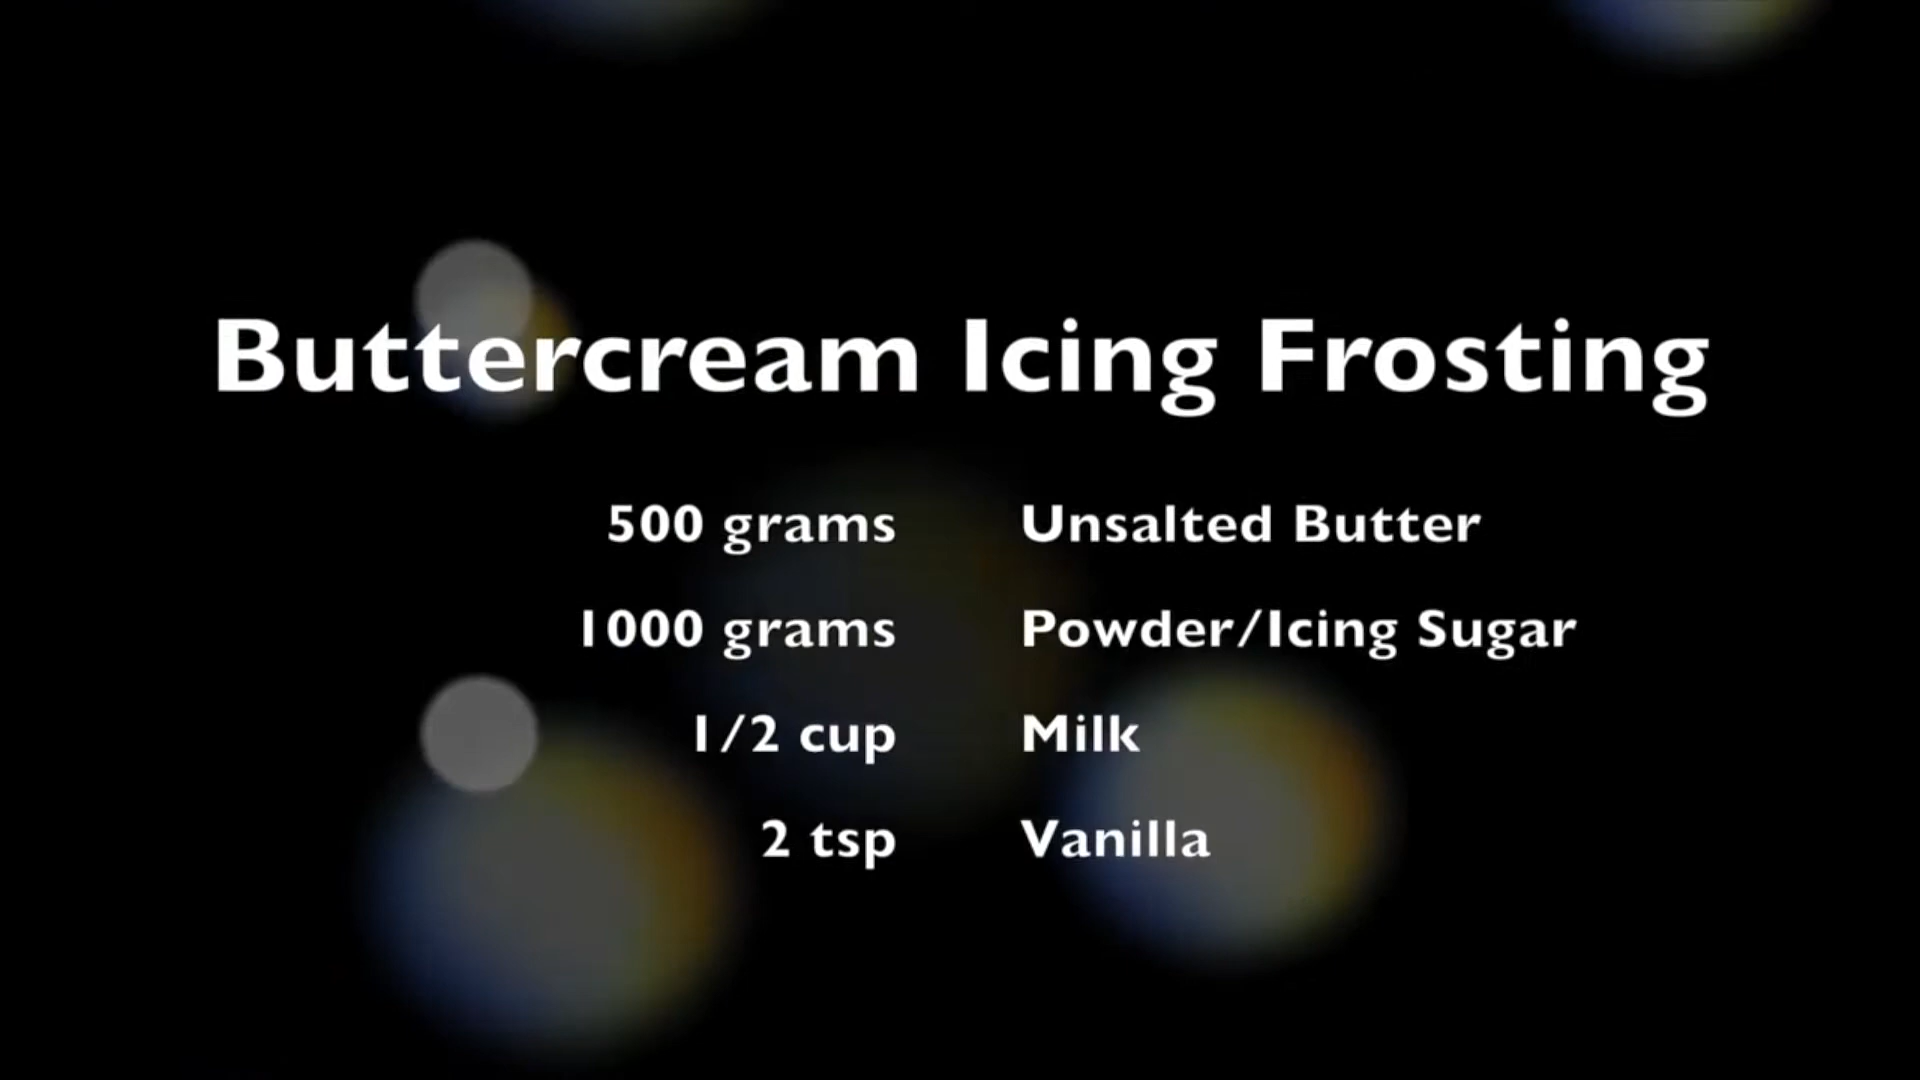 Buttercream Icing Frosting
500 grams Unsalted Butter
1000 grams Powder/Icing Sugar
1/2 cup Milk
2 tsp Vanilla